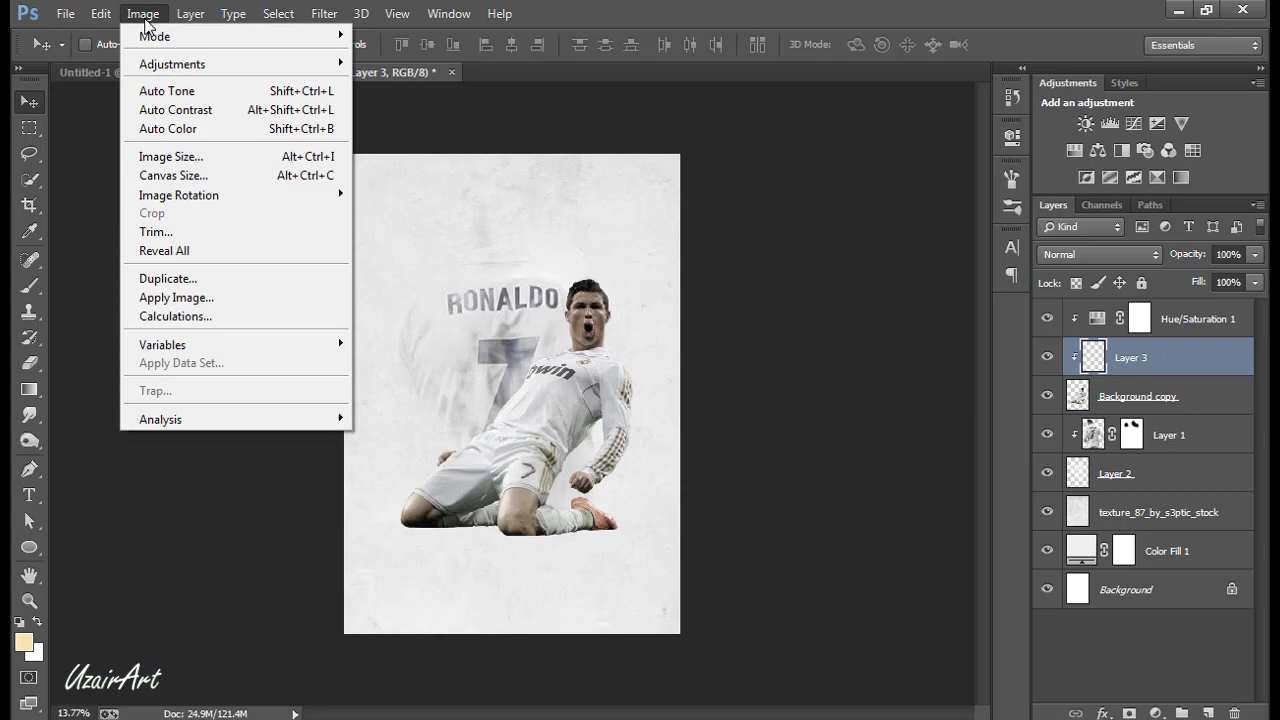 Ps File Edit Image Layer Type Select Filter 3D View Window Help
Auto- ols 3D Mode: Essentials
Untitled-1 @ ayer 3, RGB/8) * ×
Mode
Adjustments
Auto Tone Shift+Ctrl+L
Auto Contrast Alt+Shift+Ctrl+L
Auto Color Shift+Ctrl+B
Image Size... Alt+Ctrl+I
Canvas Size... Alt+Ctrl+C
Image Rotation
Crop
Trim...
Reveal All
Duplicate...
Apply Image...
Calculations...
Variables
Apply Data Set...
Trap...
Analysis
RONALDO
7
bwin
7
Adjustments Styles
Add an adjustment
Layers Channels Paths
Kind
Normal Opacity: 100%
Lock: Fill: 100%
Hue/Saturation 1
Layer 3
Background copy
Layer 1
Layer 2
texture_87_by_s3ptic_stock
Color Fill 1
Background
UzairArt
13.77% Doc: 24.9M/121.4M